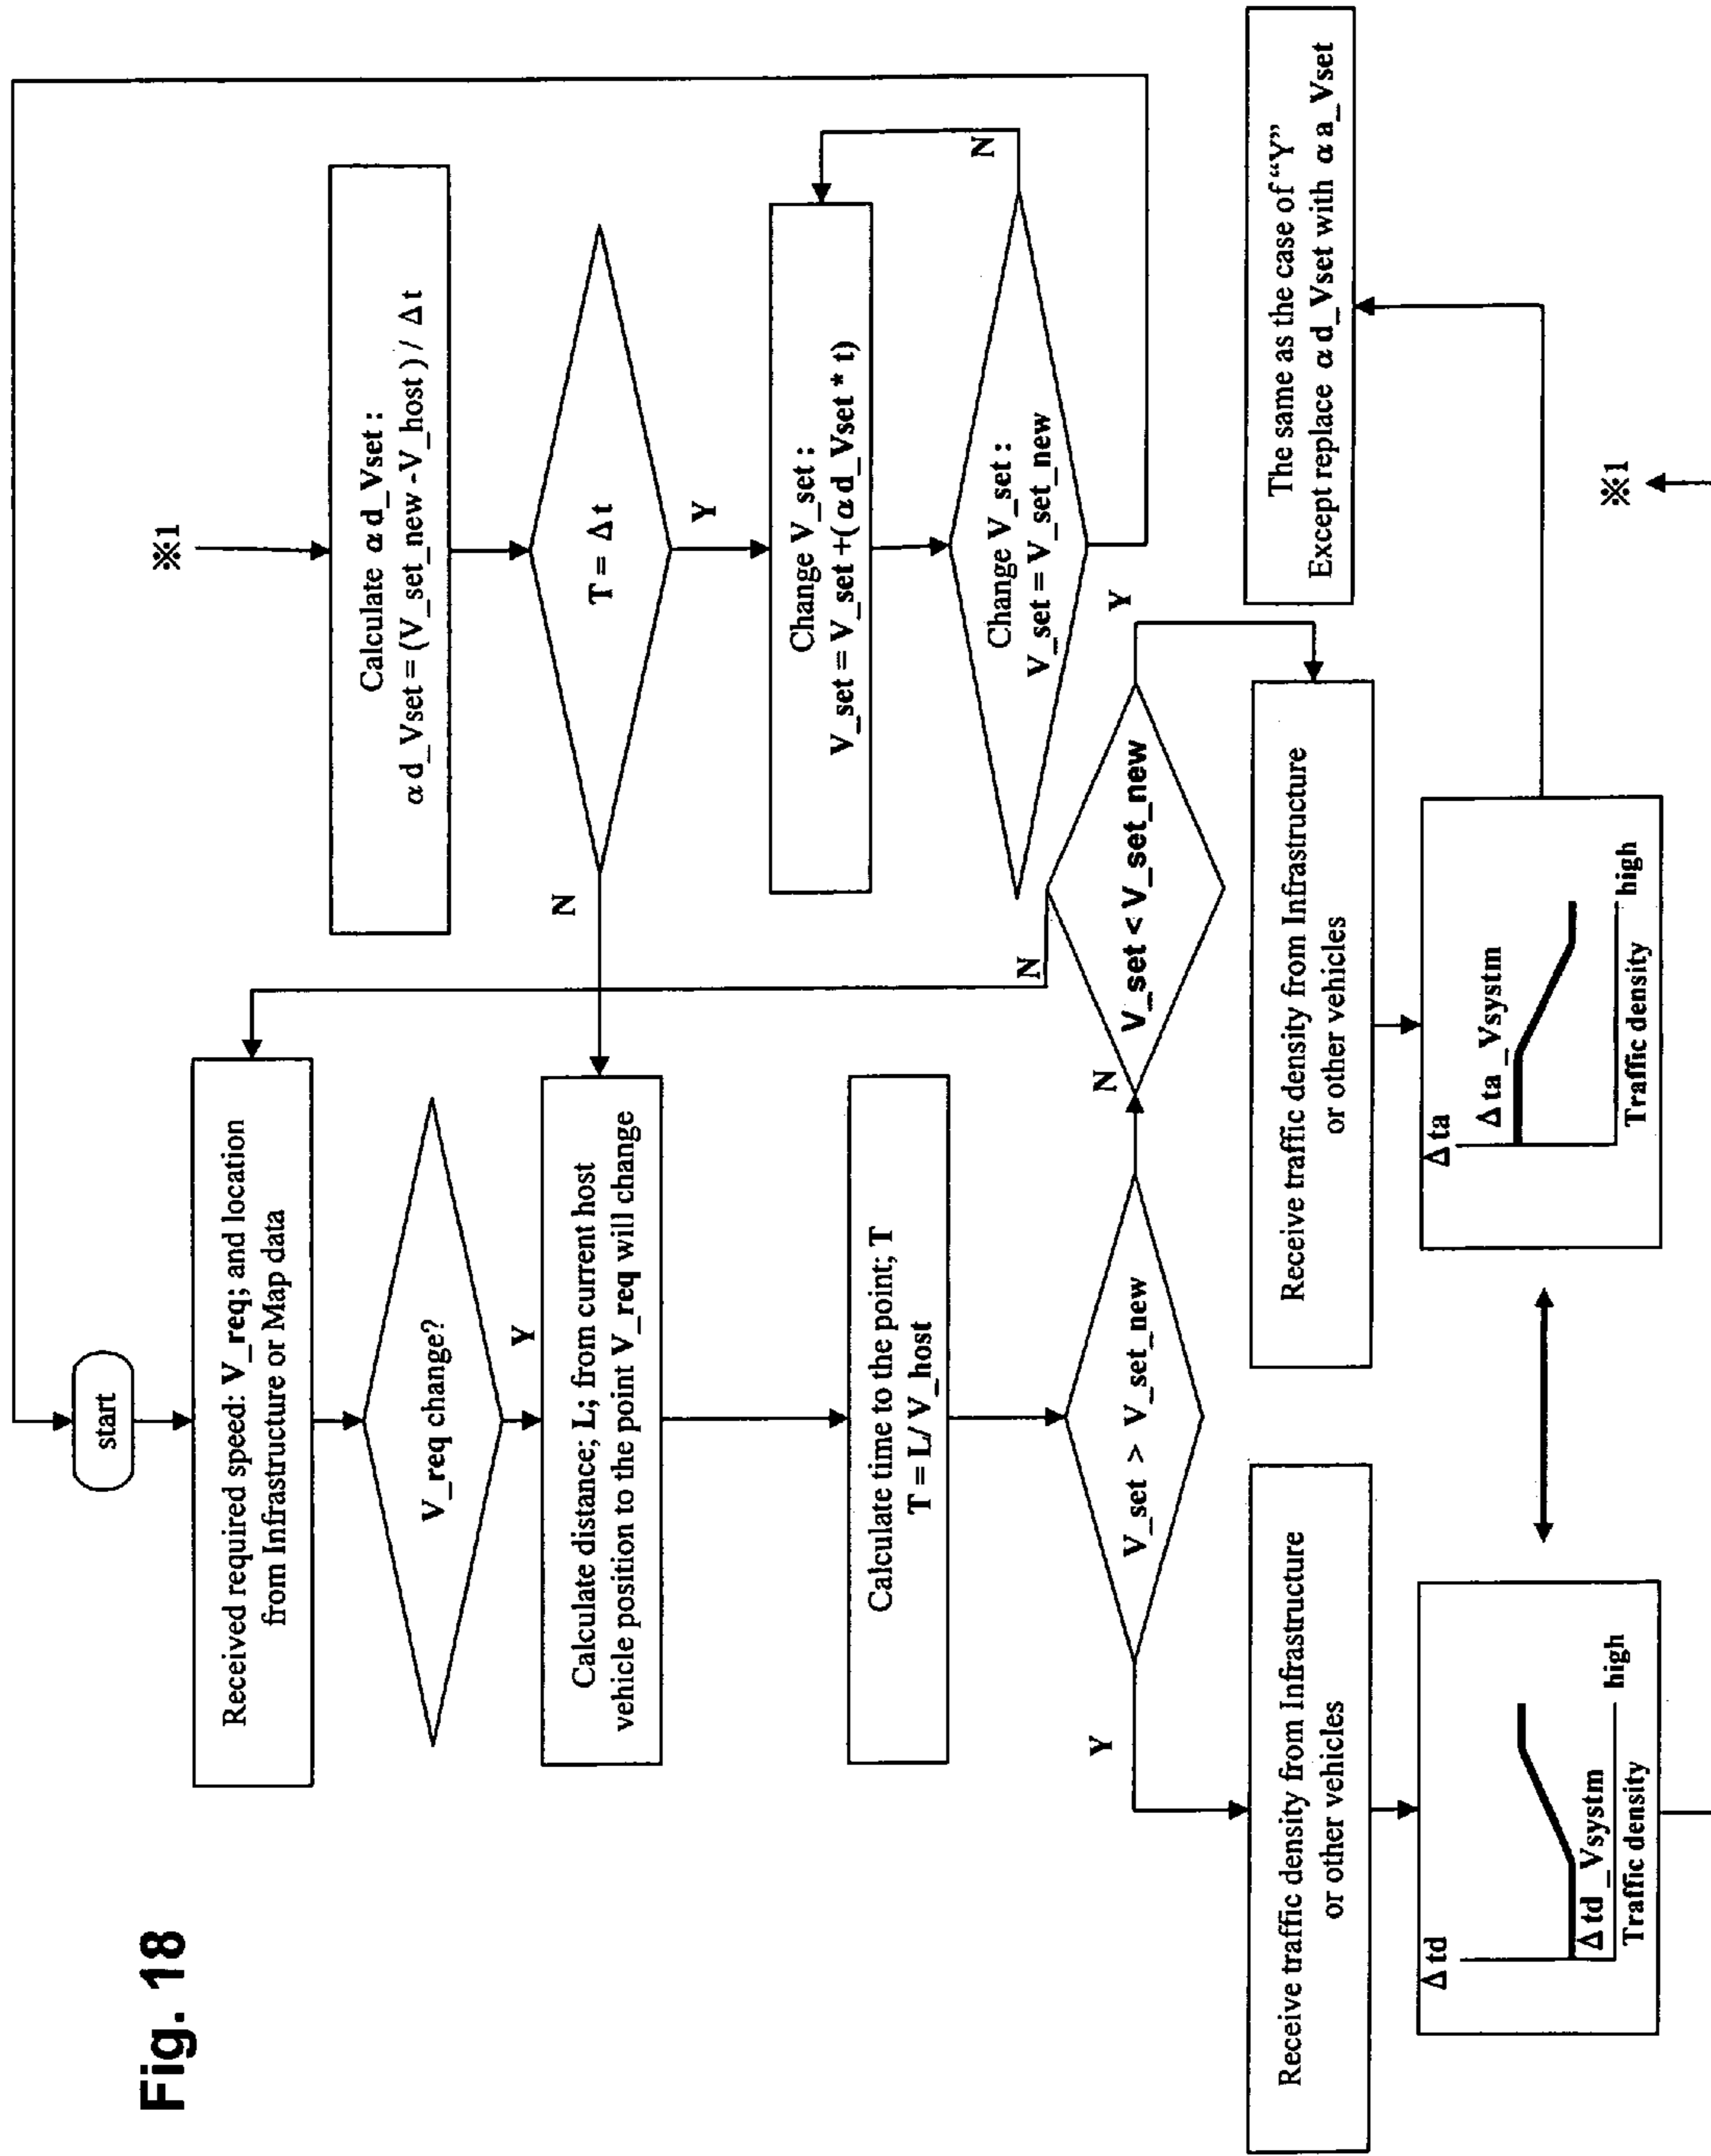 Fig. 18
start
Received required speed: V_req; and location
from Infrastructure or Map data
V_req change?
Y
Calculate distance; L; from current host
vehicle position to the point V_req will change
Calculate time to the point; T
T = L/ V_host
V_set > V_set_new
Y
N
Receive traffic density from Infrastructure
or other vehicles
Δ td
Δ td _Vsystm
Traffic density
high
V_set < V_set_new
N
Y
Receive traffic density from Infrastructure
or other vehicles
Δ ta
Δ ta _Vsystm
Traffic density
high
The same as the case of “Y”
Except replace α d_Vset with α a_Vset
※1
※1
Calculate α d_Vset :
α d_Vset = (V_set_new -V_host ) / Δ t
T = Δ t
N
Y
Change V_set :
V_set = V_set +(α d_Vset * t)
Change V_set :
V_set = V_set_new
N
Y